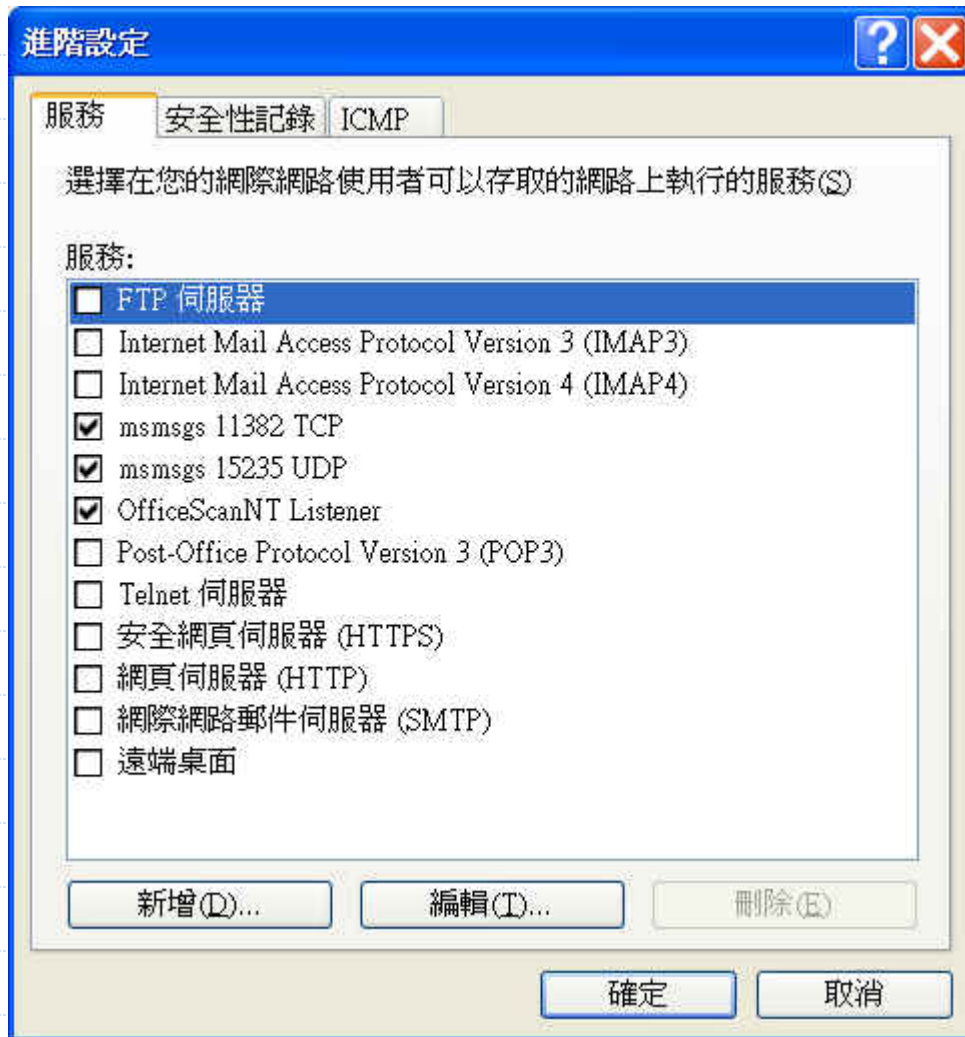 進階設定
服務 安全性記錄 ICMP
選擇在您的網際網路使用者可以存取的網路上執行的服務(S)
服務:
FTP 伺服器
Internet Mail Access Protocol Version 3 (IMAP3)
Internet Mail Access Protocol Version 4 (IMAP4)
msmsgs 11382 TCP
msmsgs 15235 UDP
OfficeScanNT Listener
Post-Office Protocol Version 3 (POP3)
Telnet 伺服器
安全網頁伺服器 (HTTPS)
網頁伺服器 (HTTP)
網際網路郵件伺服器 (SMTP)
遠端桌面
新增(D)... 編輯(T)... 刪除(E)
確定 取消